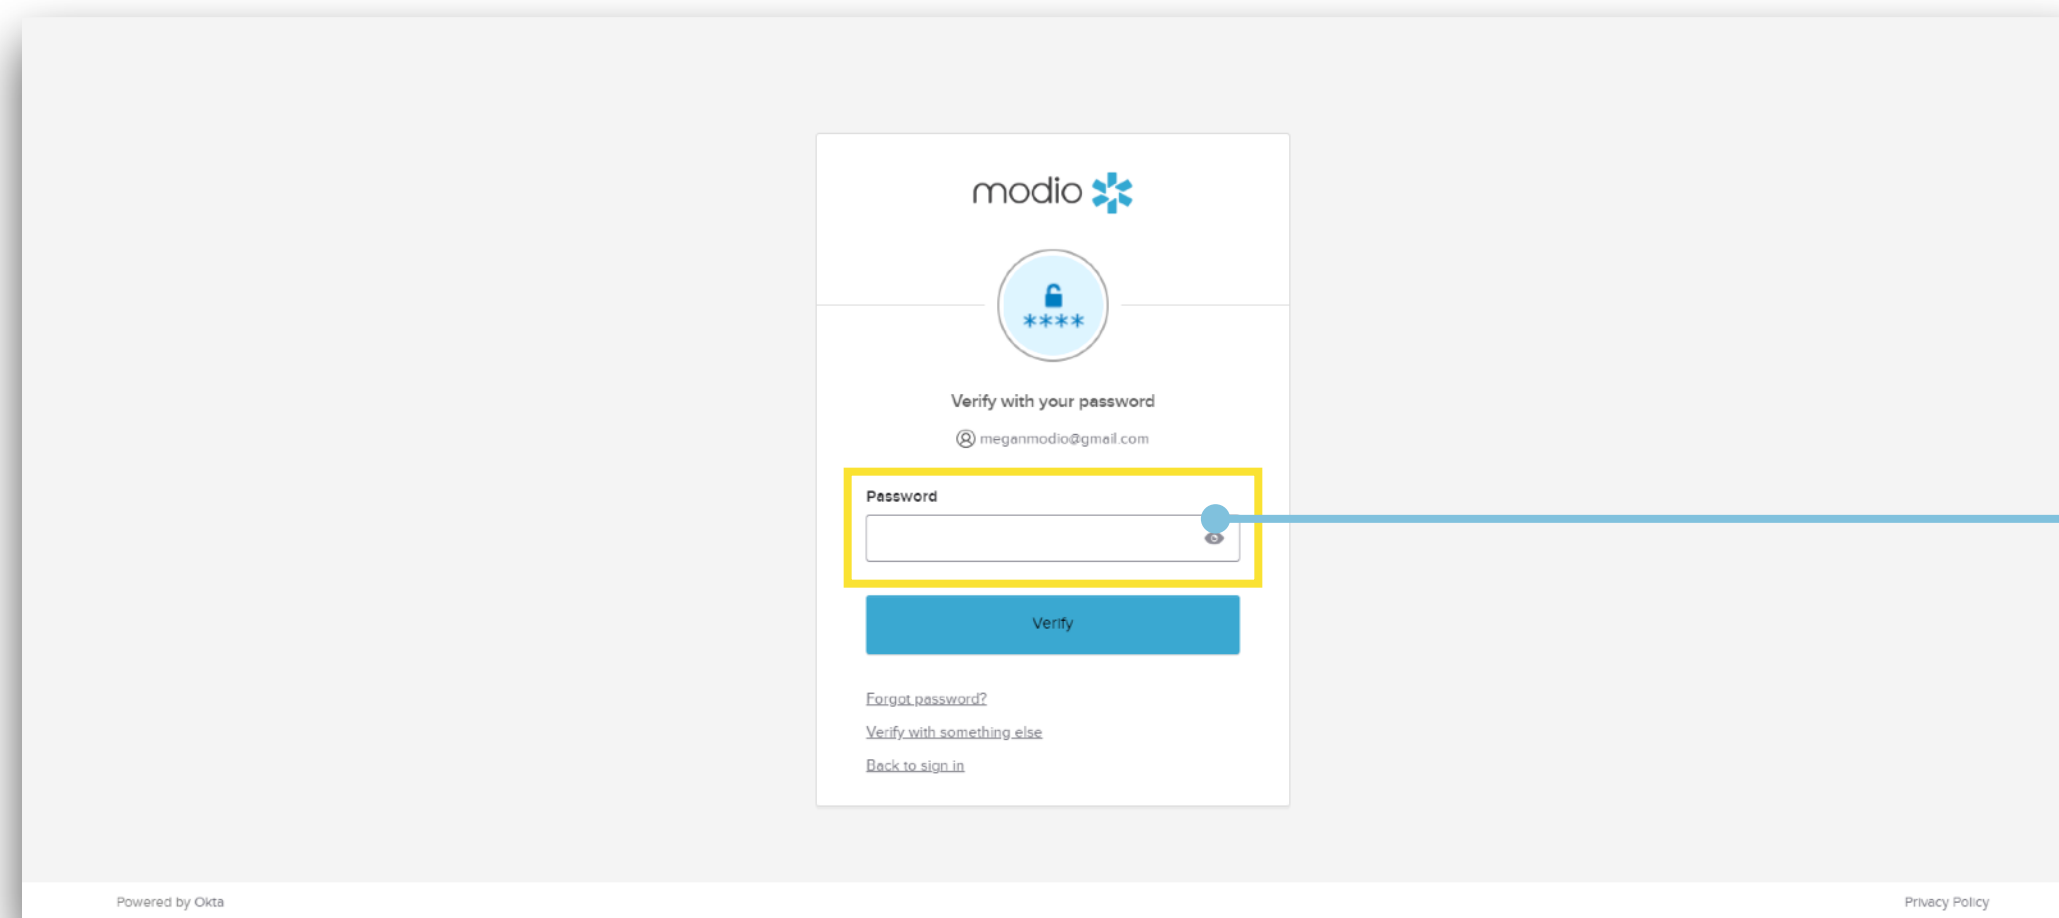 modio
****
Verify with your password
meganmodio@gmail.com
Password
Verify
Forgot password?
Verify with something else
Back to sign in
Powered by Okta
Privacy Policy